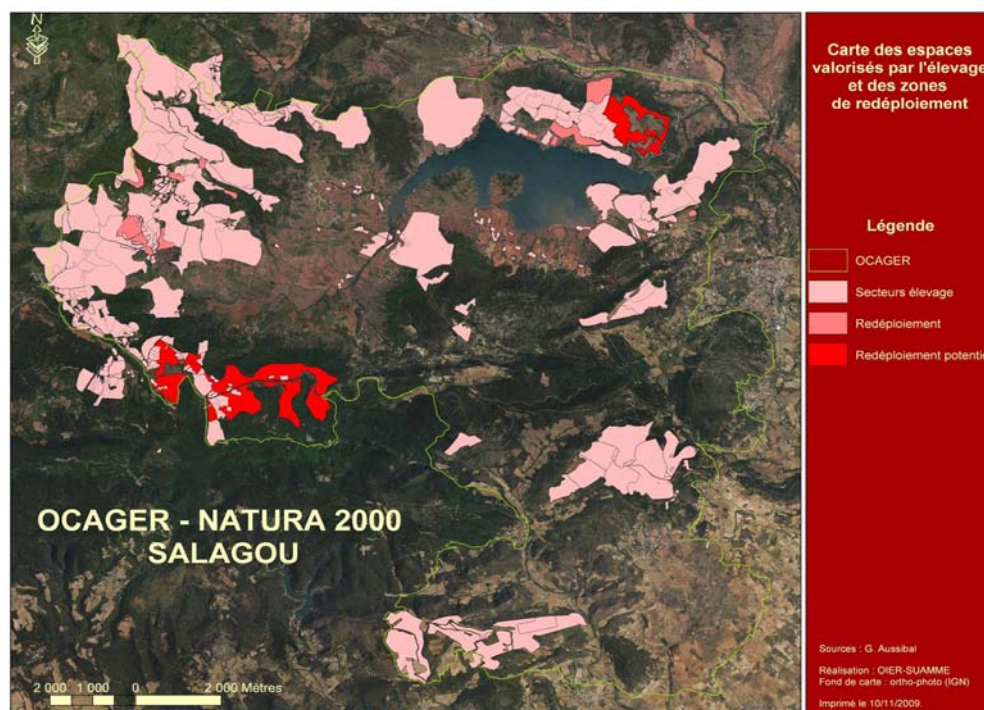 N
Carte des espaces
valorisés par l'élevage
et des zones
de redéploiement
Légende
OCAGER
Secteurs élevage
Redéploiement
Redéploiement potentie
OCAGER - NATURA 2000
SALAGOU
2 000 1 000 0 2 000 Mètres
Sources : G. Aussibal
Réalisation : OIER-SUAMME
Fond de carte : ortho-photo (IGN)
Imprimé le 10/11/2009.